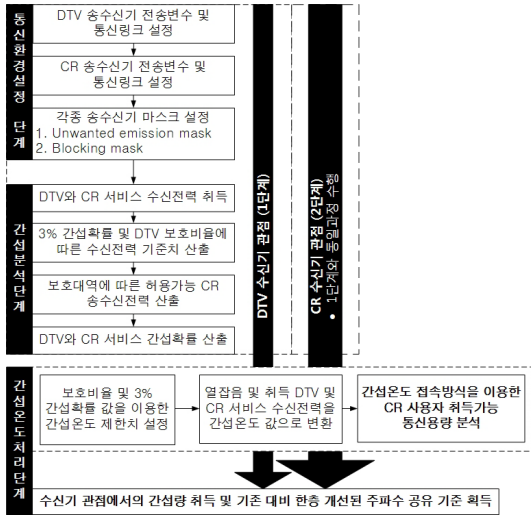 통신환경설정 단계
DTV 송수신기 전송변수 및
통신링크 설정
CR 송수신기 전송변수 및
통신링크 설정
각종 송수신기 마스크 설정
1. Unwanted emission mask
2. Blocking mask
간섭분석단계
DTV와 CR 서비스 수신전력 취득
3% 간섭확률 및 DTV 보호비율에
따른 수신전력 기준치 산출
보호대역에 따른 허용가능 CR
송수신전력 산출
DTV와 CR 서비스 간섭확률 산출
DTV 수신기 관점 (1단계)
CR 수신기 관점 (2단계)
• 1단계와 동일과정 수행
간섭온도처리단계
보호비율 및 3%
간섭확률 값을 이용한
간섭온도 제한치 설정
열잡음 및 취득 DTV 및
CR 서비스 수신전력을
간섭온도 값으로 변환
간섭온도 접속방식을 이용한
CR 사용자 취득가능
통신용량 분석
수신기 관점에서의 간섭량 취득 및 기존 대비 한층 개선된 주파수 공유 기준 획득